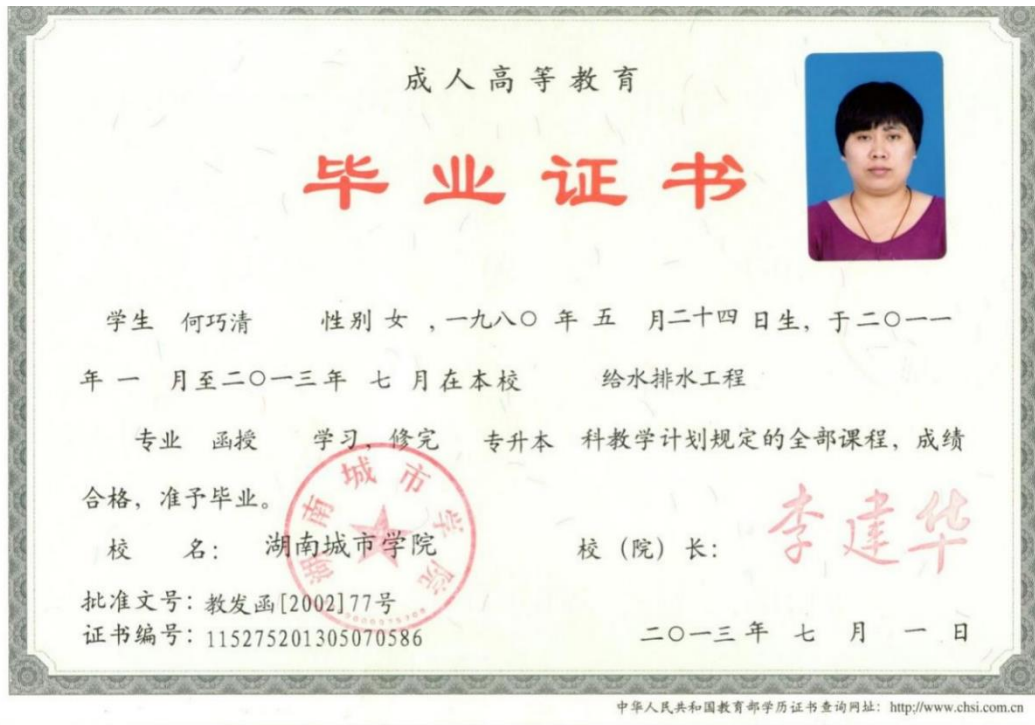 成人高等教育
毕业证书
学生 何巧清 性别 女 ,一九八〇 年 五 月二十四 日生, 于二〇一一
年 一 月至二〇一三年 七 月在本校 给水排水工程
专业 函授 学习, 修完 专升本 科教学计划规定的全部课程, 成绩
合格, 准予毕业。
校 名: 湖南城市学院 校 (院) 长: 李建华
湖南城市学院
批准文号: 教发函[2002]77号
证书编号: 115275201305070586 二〇一三 年 七 月 一 日
中华人民共和国教育部学历证书查询网址: http://www.chsi.com.cn